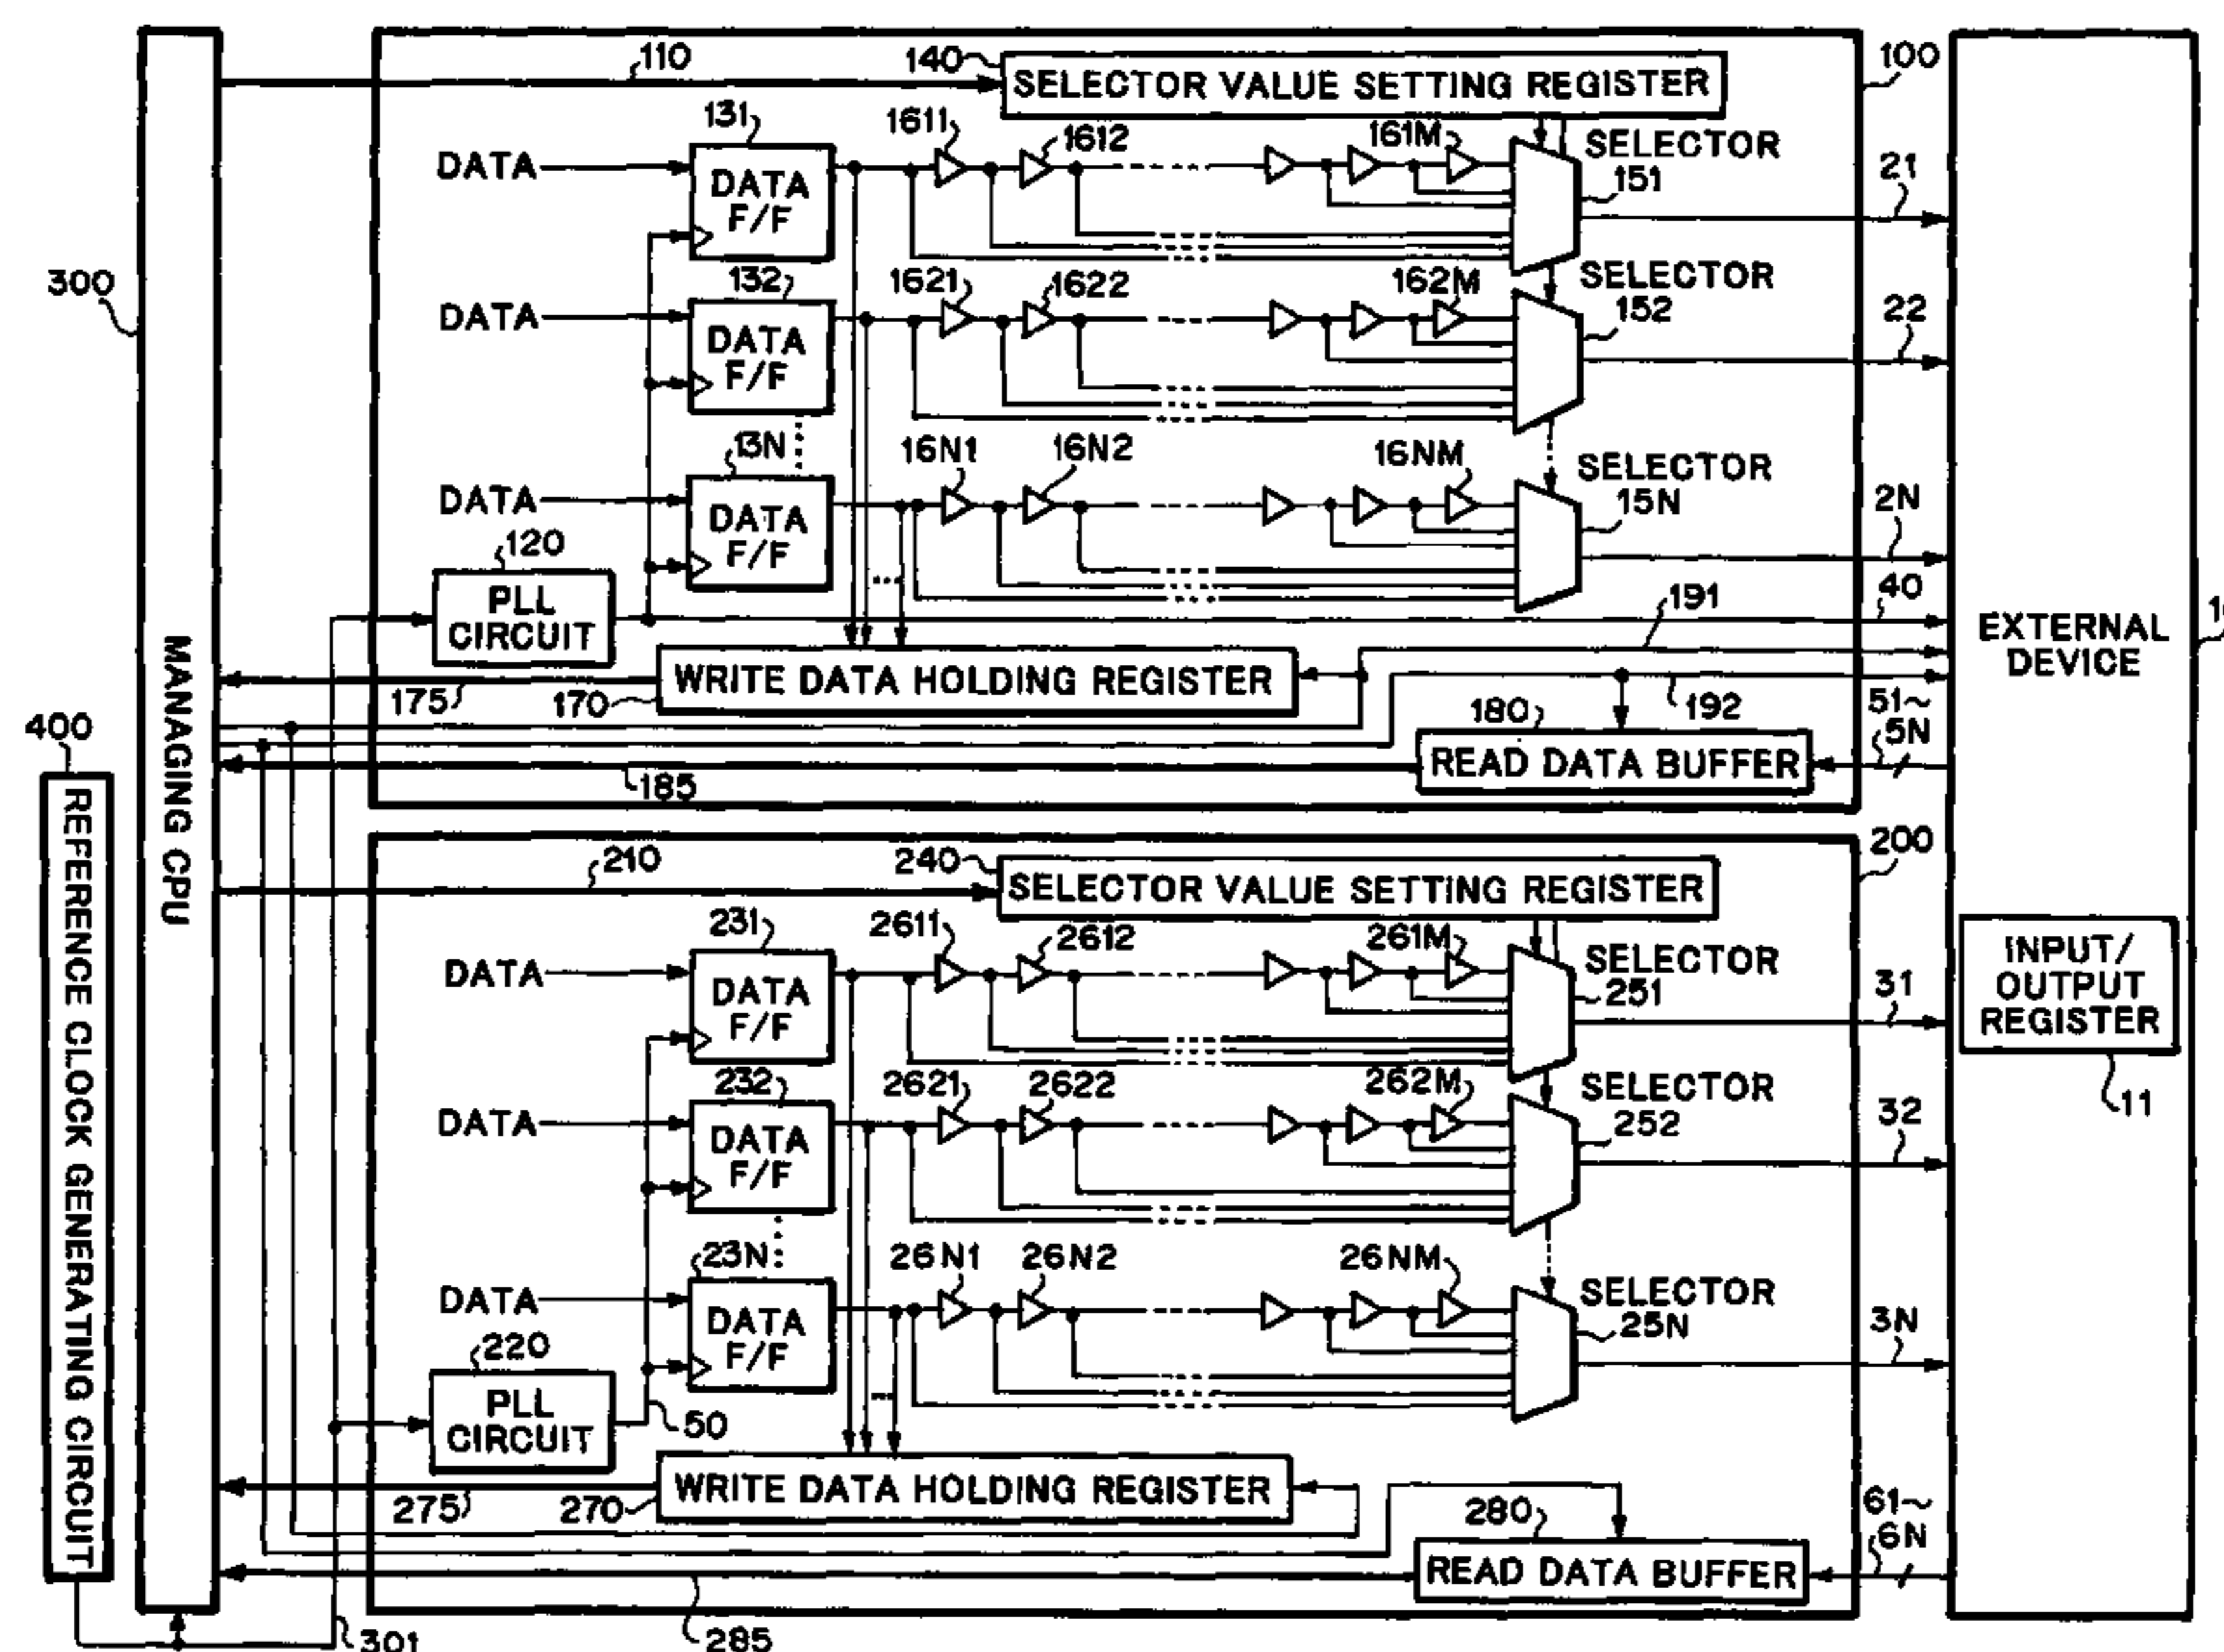 110
140
SELECTOR VALUE SETTING REGISTER
100
131
1611
1612
161M
SELECTOR
151
21
DATA
DATA
F/F
300
132
1621
1622
162M
SELECTOR
152
22
DATA
DATA
F/F
13N
16N1
16N2
16NM
SELECTOR
15N
2N
DATA
DATA
F/F
120
PLL
CIRCUIT
191
40
EXTERNAL
DEVICE
MANAGING CPU
175
170
WRITE DATA HOLDING REGISTER
192
51~
5N
180
READ DATA BUFFER
185
400
REFERENCE CLOCK GENERATING CIRCUIT
210
240
SELECTOR VALUE SETTING REGISTER
200
231
2611
2612
261M
SELECTOR
251
31
DATA
DATA
F/F
INPUT/
OUTPUT
REGISTER
11
232
2621
2622
262M
SELECTOR
252
32
DATA
DATA
F/F
23N
26N1
26N2
26NM
SELECTOR
25N
3N
DATA
DATA
F/F
220
PLL
CIRCUIT
50
275
270
WRITE DATA HOLDING REGISTER
61~
6N
280
READ DATA BUFFER
285
301